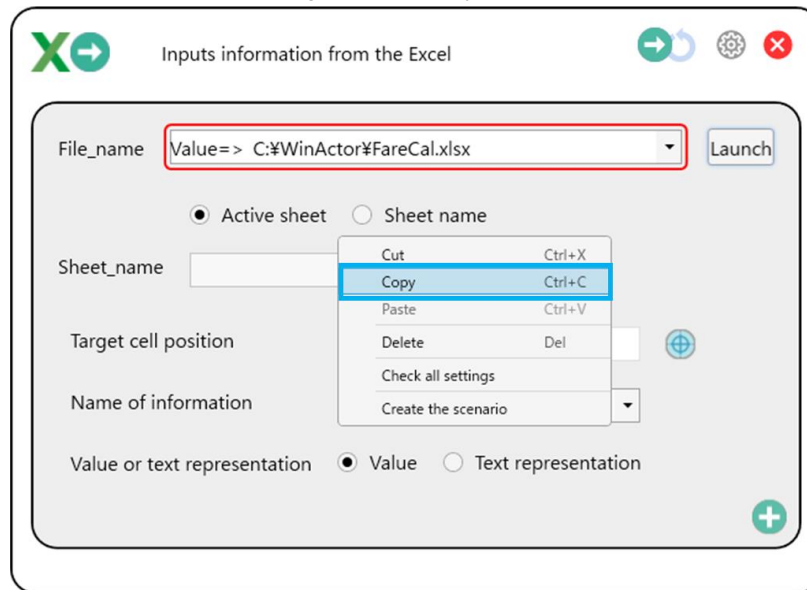 Inputs information from the Excel
File_name Value=> C:¥WinActor¥FareCal.xlsx Launch
Active sheet Sheet name
Sheet_name
Cut Ctrl+X
Copy Ctrl+C
Paste Ctrl+V
Target cell position
Delete Del
Check all settings
Name of information
Create the scenario
Value or text representation Value Text representation